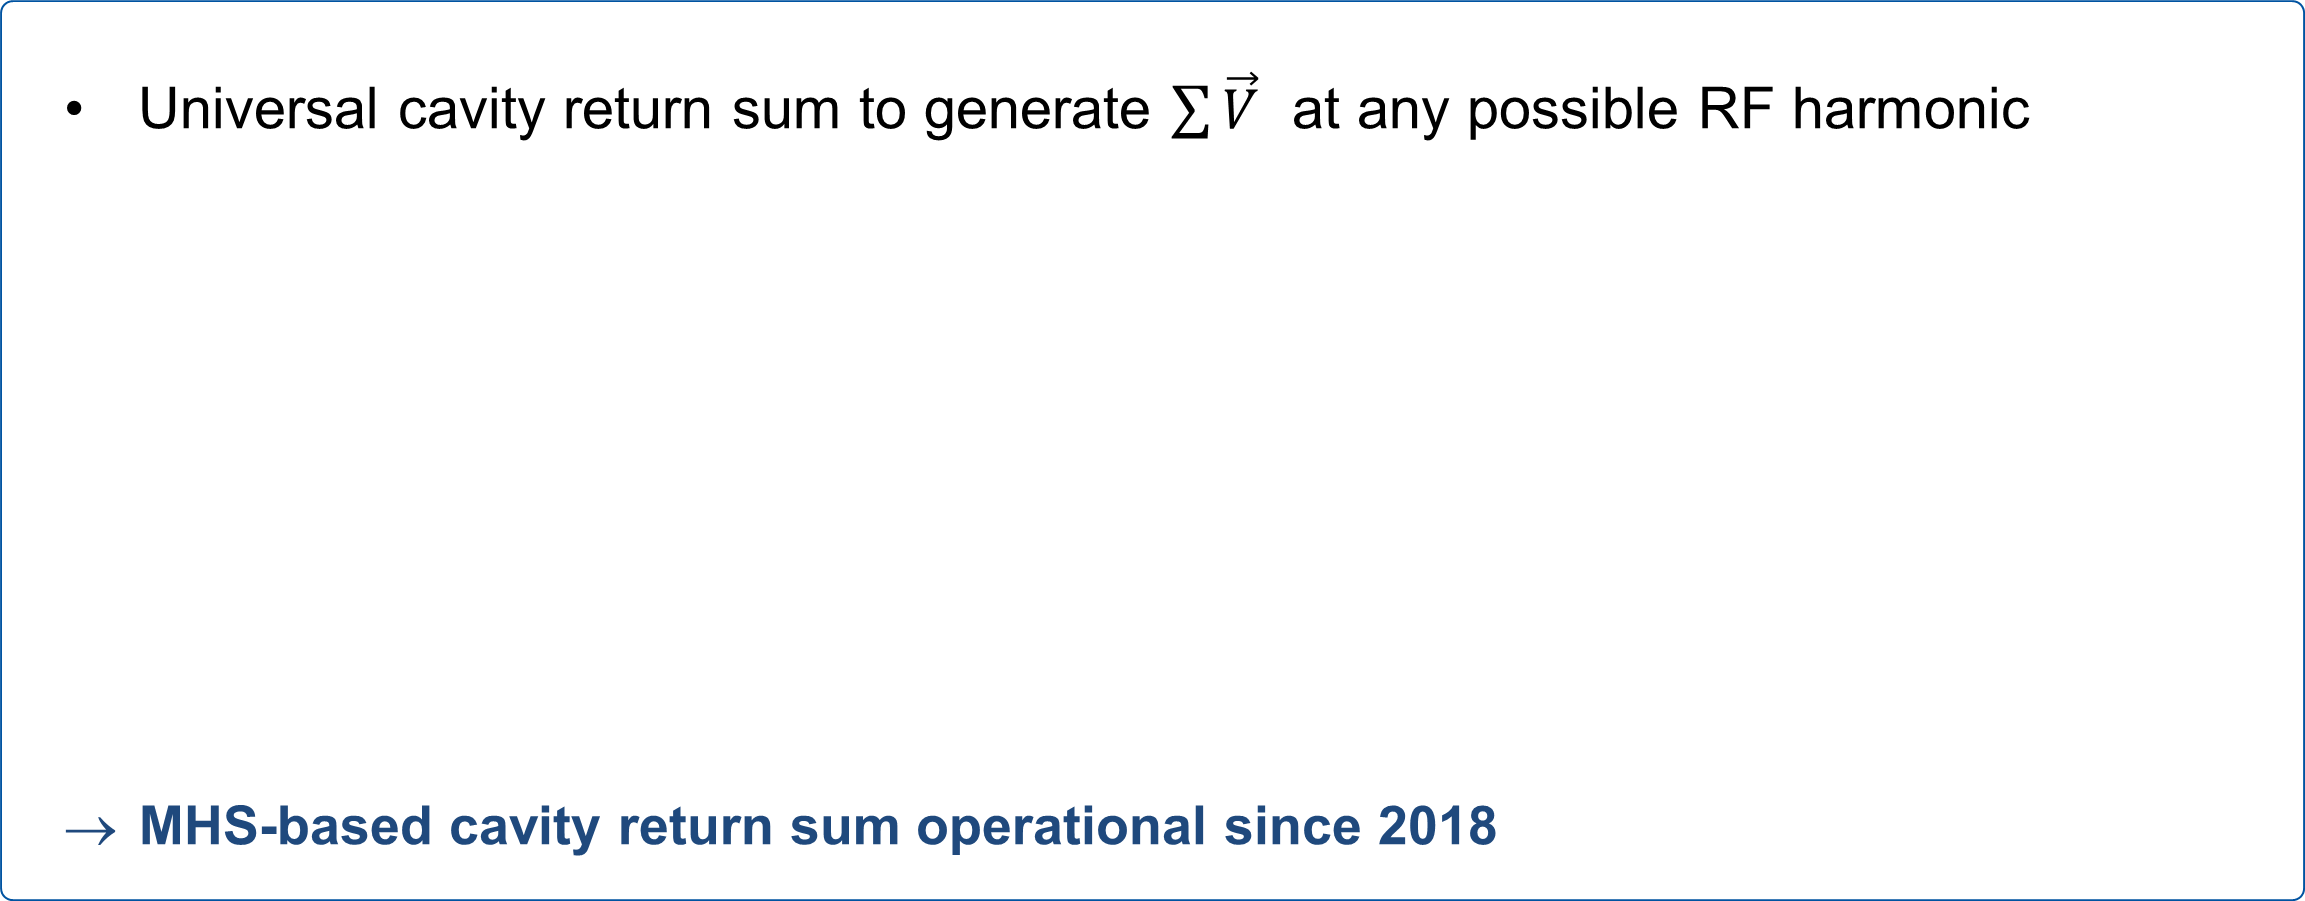 • Universal cavity return sum to generate ∑V⃗ at any possible RF harmonic
→ MHS-based cavity return sum operational since 2018